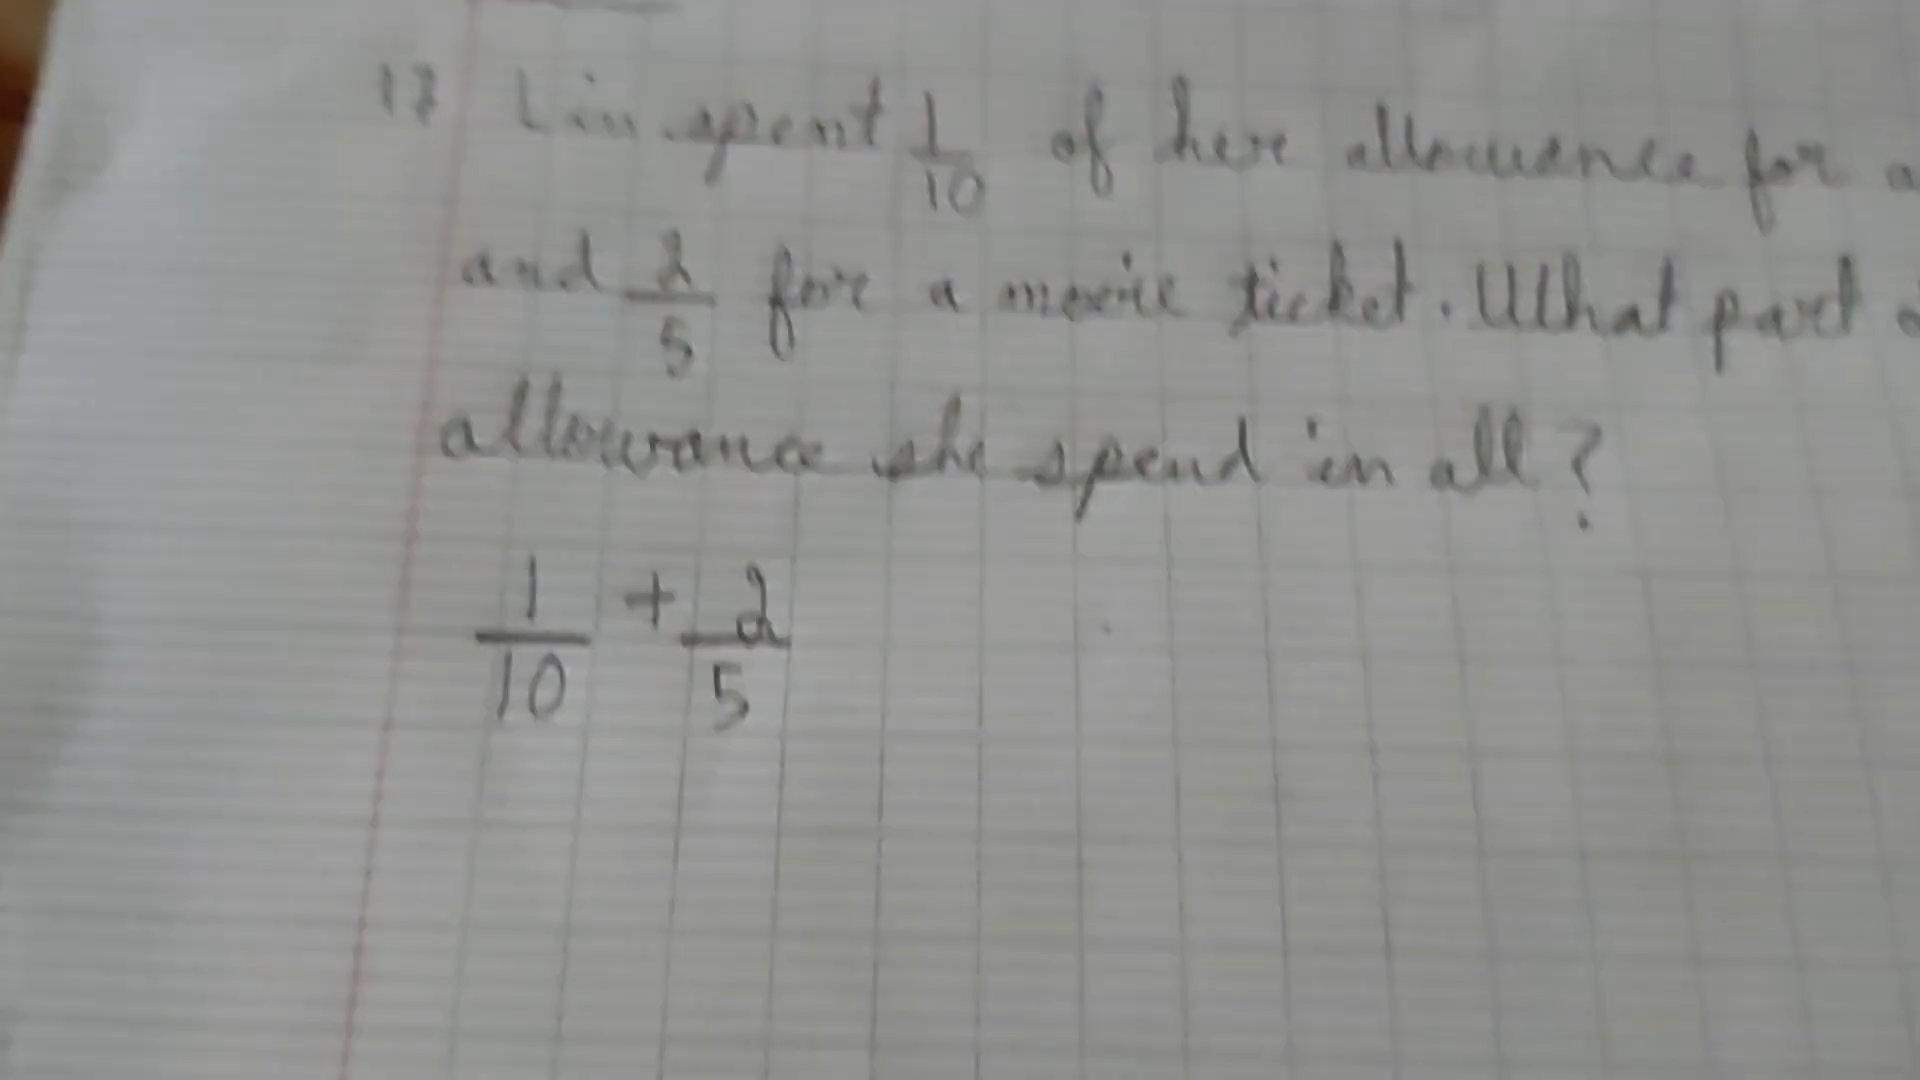 17 Lin spent 1/10 of here allowance for a
and 2/5 for a movie ticket. What part
allowance she spend in all?
1/10 + 2/5